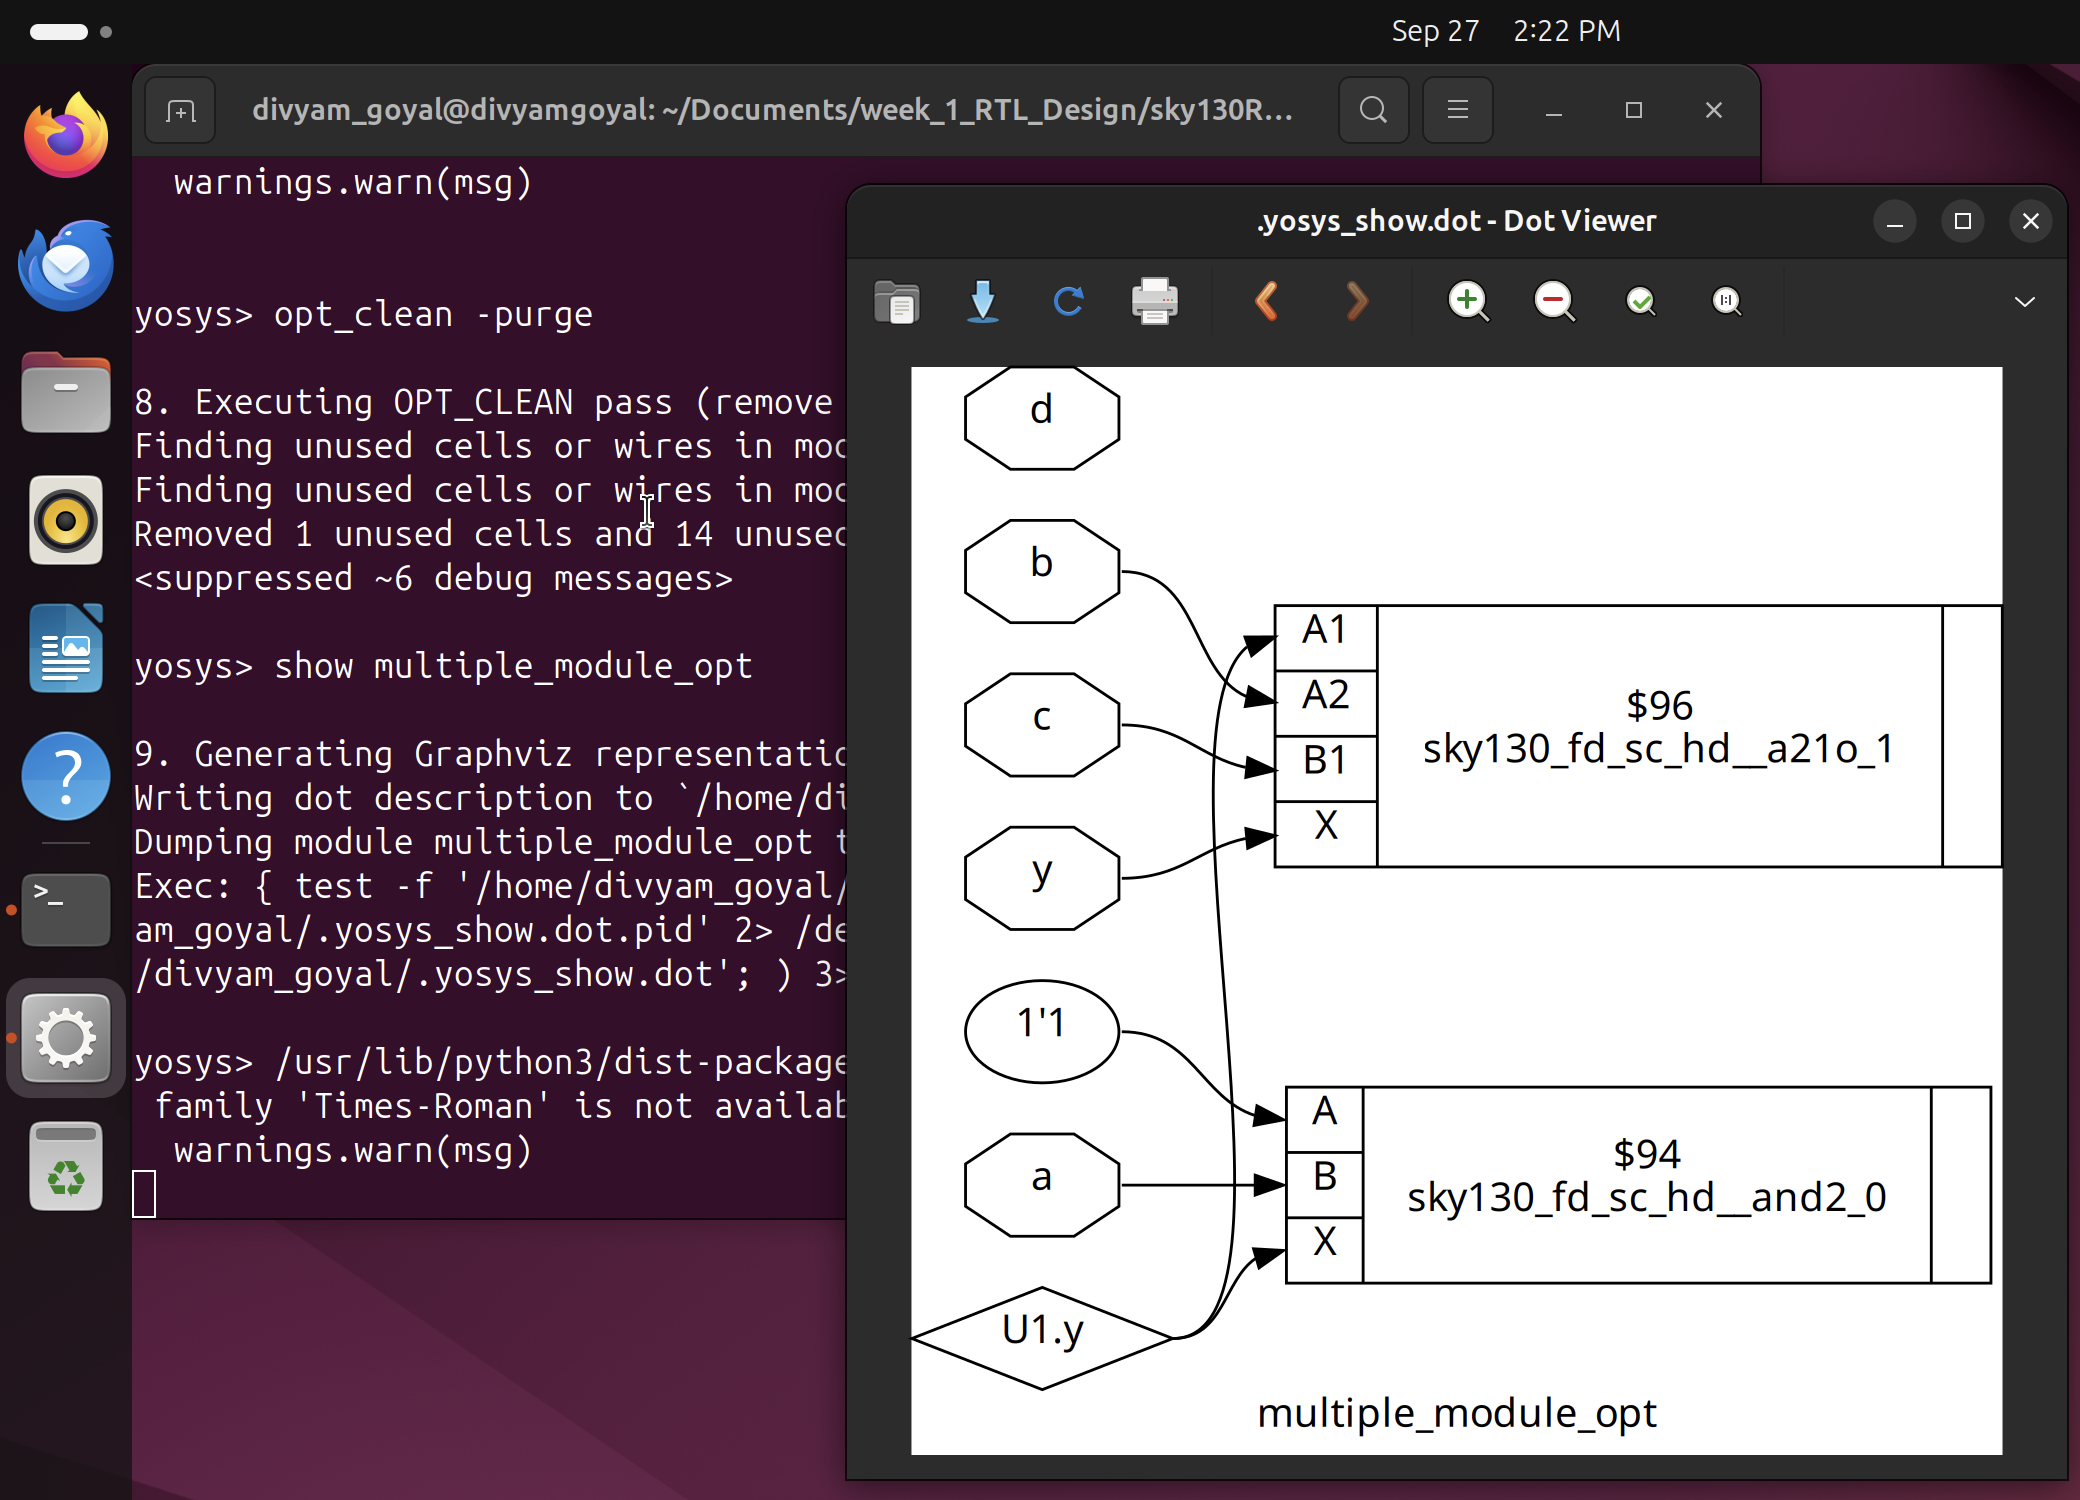 Sep 27 2:22 PM
divyam_goyal@divyamgoyal: ~/Documents/week_1_RTL_Design/sky130R...
warnings.warn(msg)
yosys> opt_clean -purge
8. Executing OPT_CLEAN pass (remove
Finding unused cells or wires in mod
Finding unused cells or wires in mod
Removed 1 unused cells and 14 unused
<suppressed ~6 debug messages>
yosys> show multiple_module_opt
9. Generating Graphviz representatio
Writing dot description to `/home/di
Dumping module multiple_module_opt t
Exec: { test -f '/home/divyam_goyal/
am_goyal/.yosys_show.dot.pid' 2> /de
/divyam_goyal/.yosys_show.dot'; ) 3>
yosys> /usr/lib/python3/dist-package
family 'Times-Roman' is not availab
warnings.warn(msg)
.yosys_show.dot - Dot Viewer
d
b
c
y
1'1
a
U1.y
A1
A2
B1
X
$96
sky130_fd_sc_hd__a21o_1
A
B
X
$94
sky130_fd_sc_hd__and2_0
multiple_module_opt